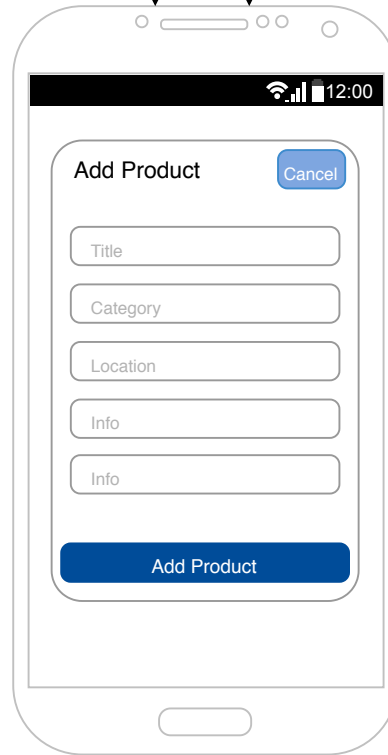 12:00
Add Product
Cancel
Title
Category
Location
Info
Info
Add Product